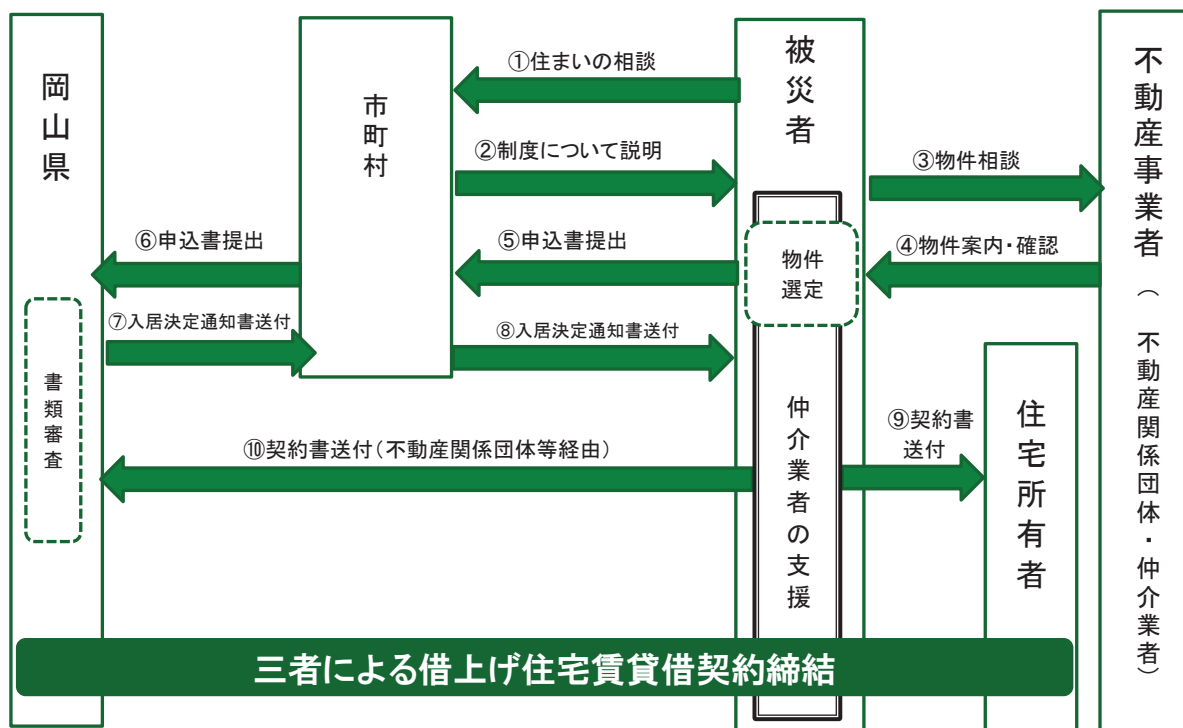 岡山県
市町村
被災者
不動産事業者（ 不動産関係団体・仲介業者）
①住まいの相談
②制度について説明
③物件相談
④物件案内・確認
物件
選定
⑤申込書提出
⑥申込書提出
書類審査
⑦入居決定通知書送付
⑧入居決定通知書送付
仲介業者の支援
住宅所有者
⑨契約書
送付
⑩契約書送付（不動産関係団体等経由）
三者による借上げ住宅賃貸借契約締結